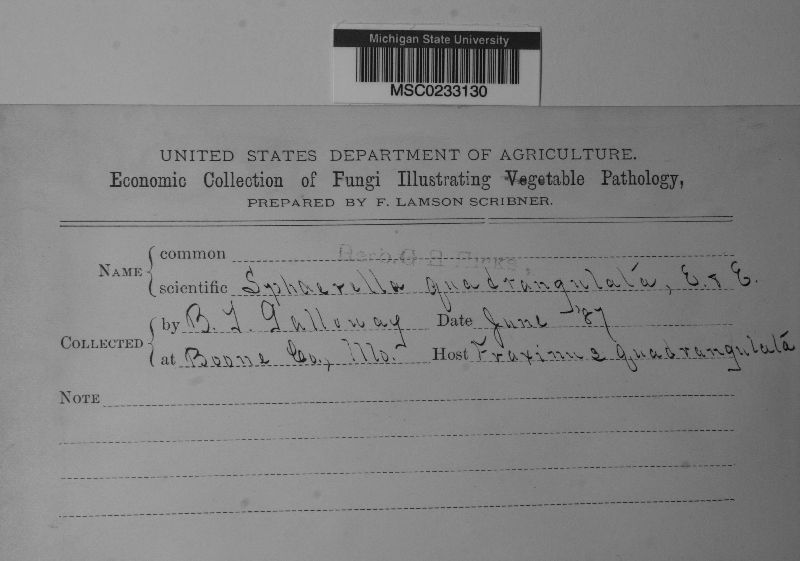 Michigan State University
MSC0233130
UNITED STATES DEPARTMENT OF AGRICULTURE.
Economic Collection of Fungi Illustrating Vegetable Pathology,
PREPARED BY F. LAMSON SCRIBNER.
NAME
common
scientific Sphaerella quadrangulata, E. & E.
COLLECTED
by B. T. Galloway Date June '87
at Boone Co., Mo. Host Fraxinus quadrangulata
NOTE